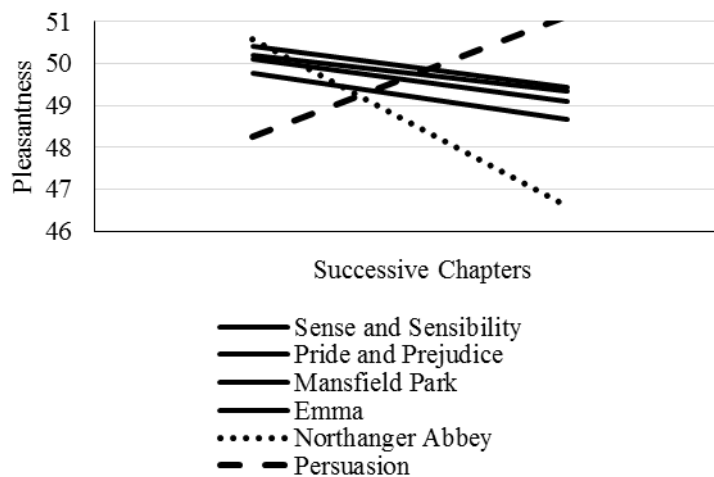 51
50
49
48
47
46
Pleasantness
Successive Chapters
Sense and Sensibility
Pride and Prejudice
Mansfield Park
Emma
Northanger Abbey
Persuasion